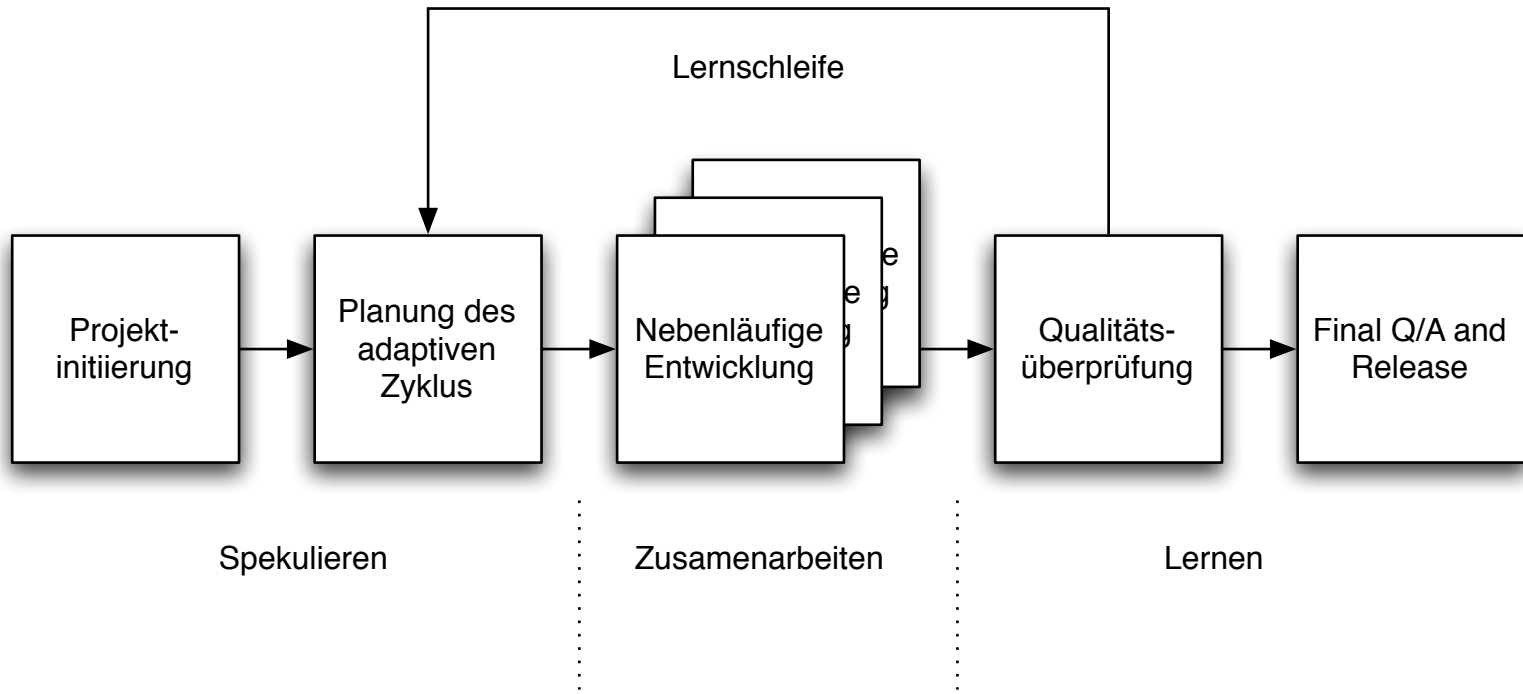 Lernschleife
Projekt-
initiierung
Planung des
adaptiven
Zyklus
Nebenläufige
Entwicklung
e
g
e
g
Qualitäts-
überprüfung
Final Q/A and
Release
Spekulieren
Zusamenarbeiten
Lernen